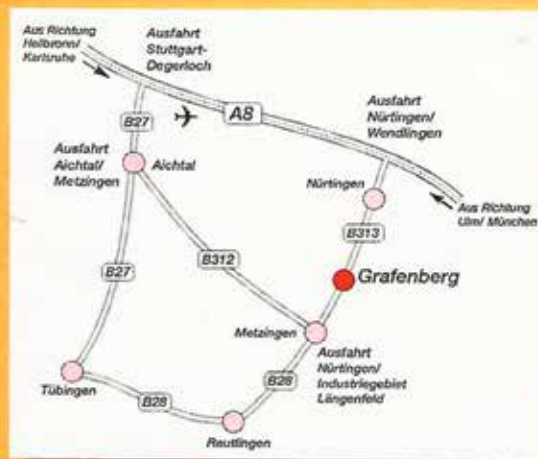 Aus Richtung
Heilbronn/
Karlsruhe
Ausfahrt
Stuttgart-
Degerloch
A8
Ausfahrt
Nürtingen/
Wendlingen
B27
Ausfahrt
Aichtal/
Metzingen
Aichtal
Nürtingen
Aus Richtung
Ulm/ München
B313
B312
B27
Grafenberg
Metzingen
Ausfahrt
Nürtingen/
Industriegebiet
Längenfeld
B28
Tübingen
B28
Reutlingen